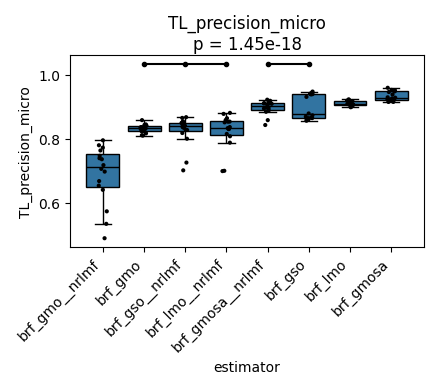 TL_precision_micro
p = 1.45e-18
TL_precision_micro
1.0
0.8
0.6
brf_gmo__nrlmf
brf_gmo
brf_gso__nrlmf
brf_lmo__nrlmf
brf_gmosa__nrlmf
brf_gso
brf_lmo
brf_gmosa
estimator